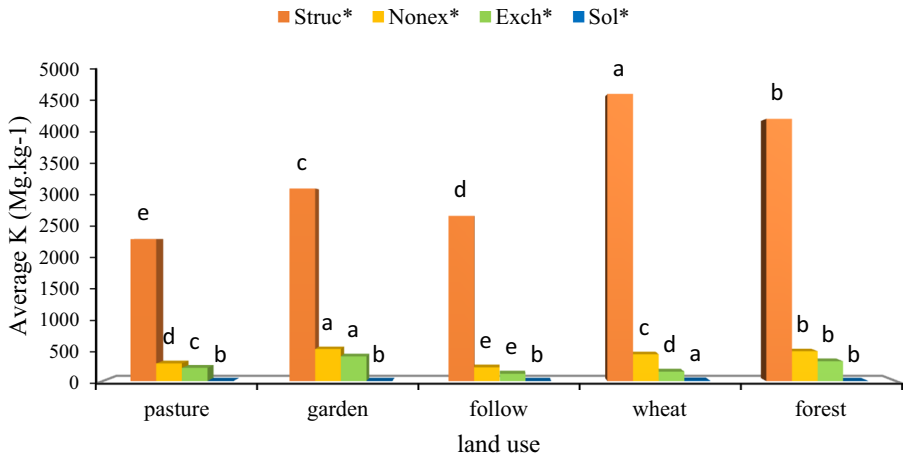 Struc* Nonex* Exch* Sol*
Average K (Mg.kg-1)
5000
4500
4000
3500
3000
2500
2000
1500
1000
500
0
e d c b
c a a b
d e e b
a c d a
b b b b
pasture garden follow wheat forest
land use